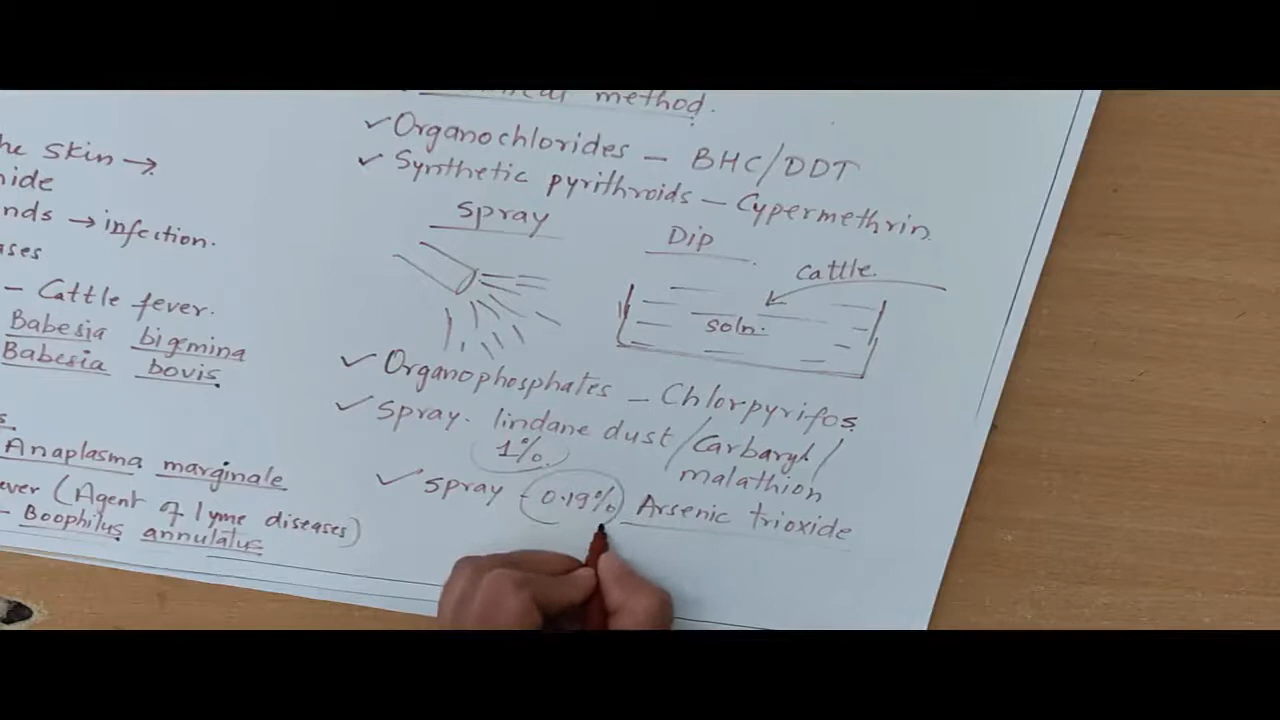 he skin →
nide
nds → infection.
ases
- Cattle fever.
Babesia bigemina
Babesia bovis.
s.
Anaplasma marginale
ever (Agent of lyme diseases)
- Boophilus annulatus
method.
✓ Organochlorides - BHC/DDT
✓ Synthetic pyrithroids - Cypermethrin
Spray
Dip
cattle.
soln.
✓ Organophosphates - Chlorpyrifos
✓ Spray. lindane dust/Carbaryl/
1%.
malathion
✓ Spray - 0.19% Arsenic trioxide